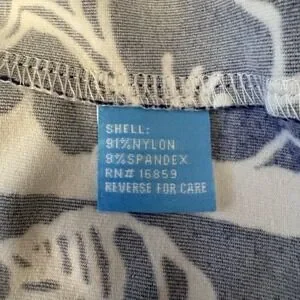 SHELL:
91%NYLON
9%SPANDEX
RN# 16859
REVERSE FOR CARE